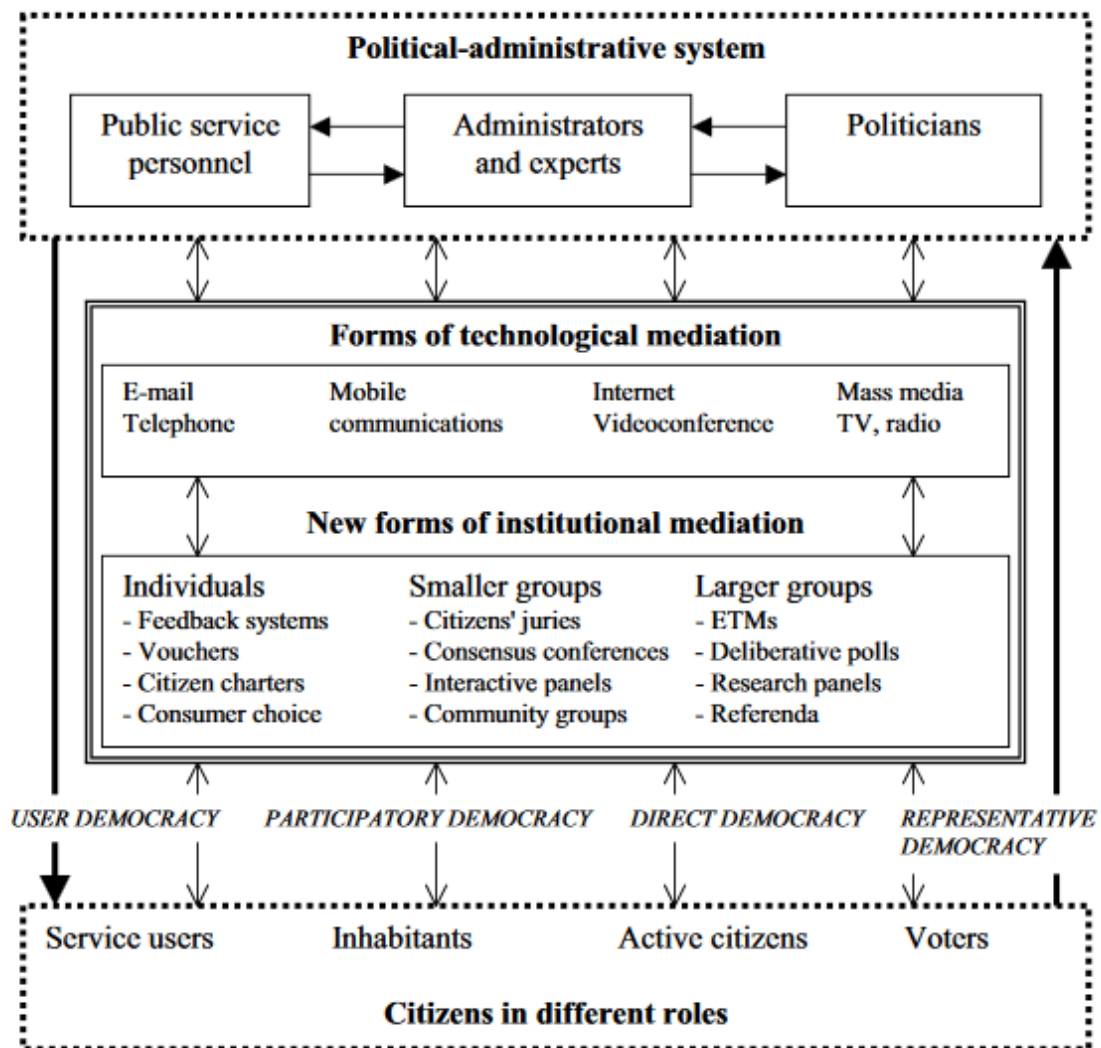 Political-administrative system
Public service
personnel
Administrators
and experts
Politicians
Forms of technological mediation
E-mail
Telephone
Mobile
communications
Internet
Videoconference
Mass media
TV, radio
New forms of institutional mediation
Individuals
- Feedback systems
- Vouchers
- Citizen charters
- Consumer choice
Smaller groups
- Citizens' juries
- Consensus conferences
- Interactive panels
- Community groups
Larger groups
- ETMs
- Deliberative polls
- Research panels
- Referenda
USER DEMOCRACY
PARTICIPATORY DEMOCRACY
DIRECT DEMOCRACY
REPRESENTATIVE
DEMOCRACY
Service users
Inhabitants
Active citizens
Voters
Citizens in different roles